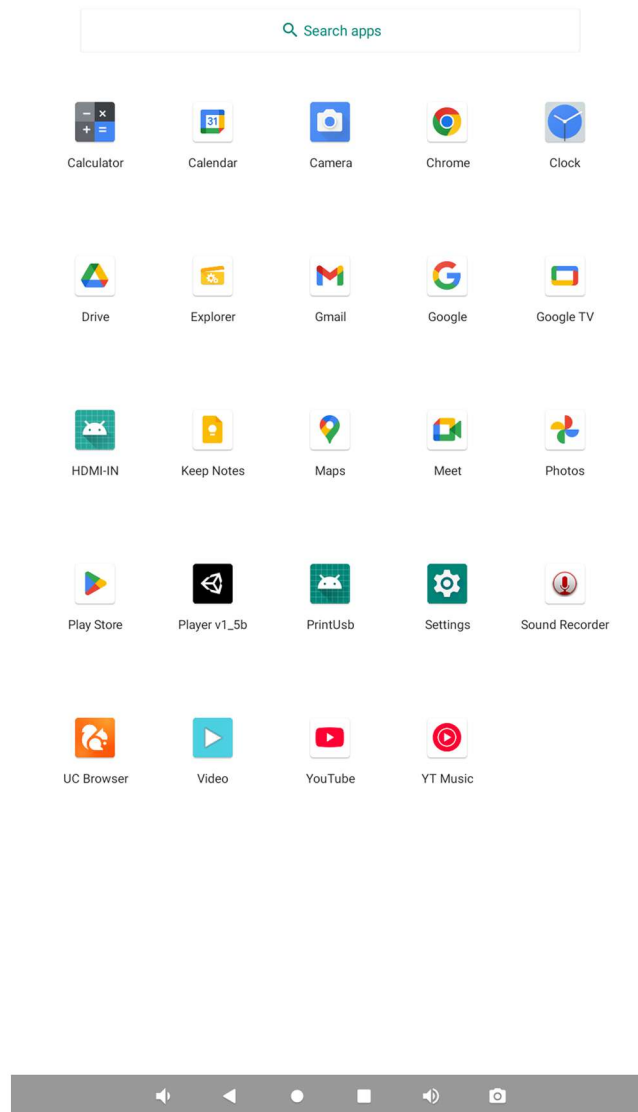 Search apps
31
Calculator Calendar Camera Chrome Clock
Drive Explorer Gmail Google Google TV
HDMI-IN Keep Notes Maps Meet Photos
Play Store Player v1_5b PrintUsb Settings Sound Recorder
UC Browser Video YouTube YT Music